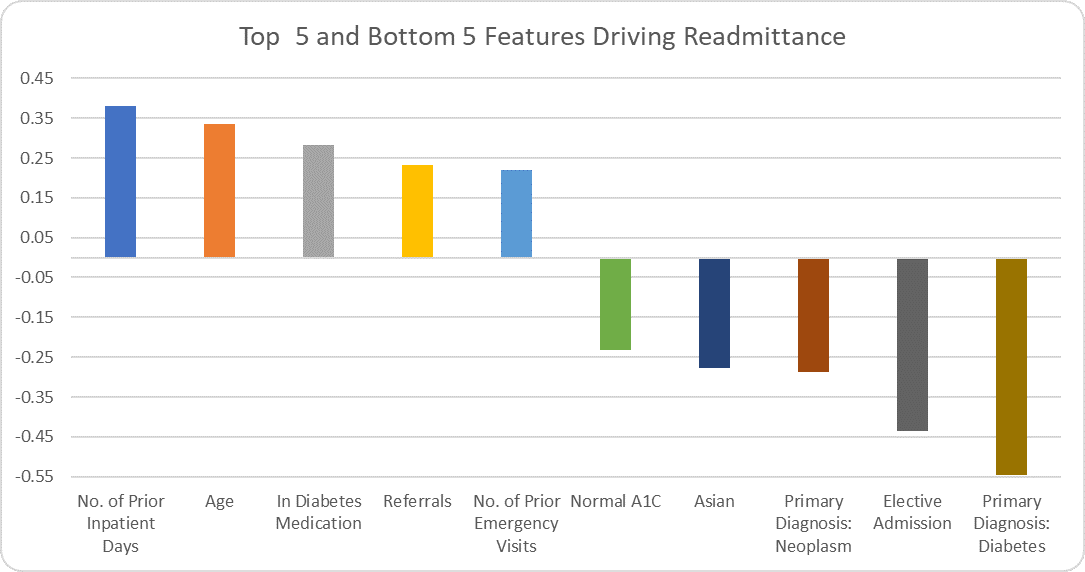 Top  5 and Bottom 5 Features Driving Readmittance
0.45
0.35
0.25
0.15
0.05
-0.05
-0.15
-0.25
-0.35
-0.45
-0.55
No. of Prior
Inpatient
Days
Age
In Diabetes
Medication
Referrals
No. of Prior
Emergency
Visits
Normal A1C
Asian
Primary
Diagnosis:
Neoplasm
Elective
Admission
Primary
Diagnosis:
Diabetes